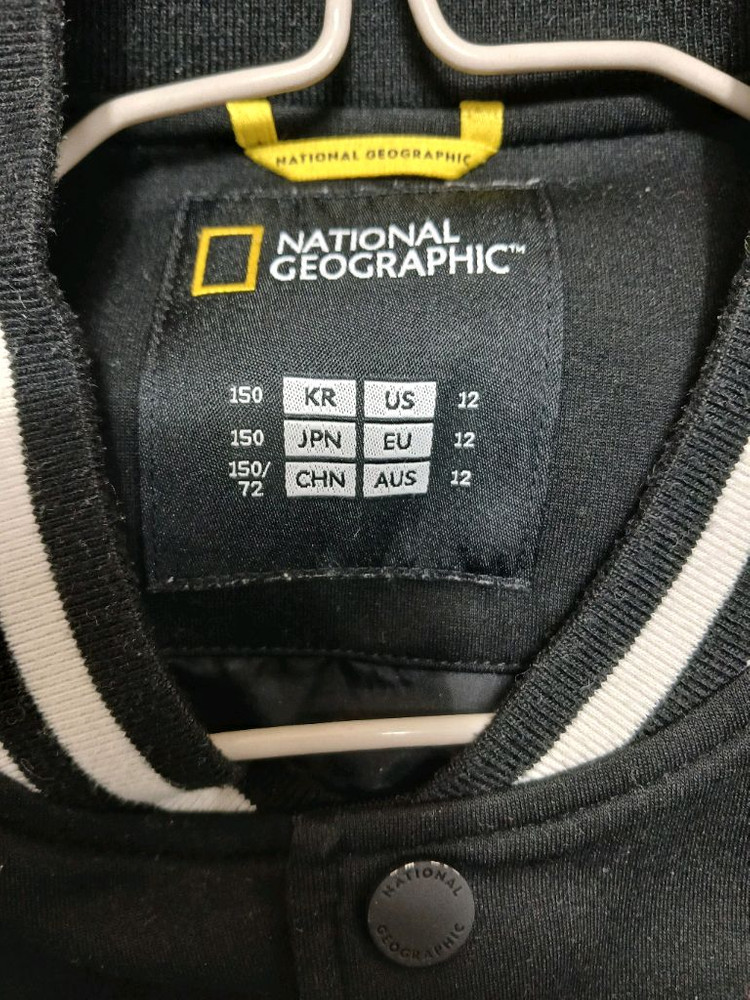 NATIONAL GEOGRAPHIC
NATIONAL
GEOGRAPHIC™
150 KR US 12
150 JPN EU 12
150/
72 CHN AUS 12
NATIONAL
GEOGRAPHIC